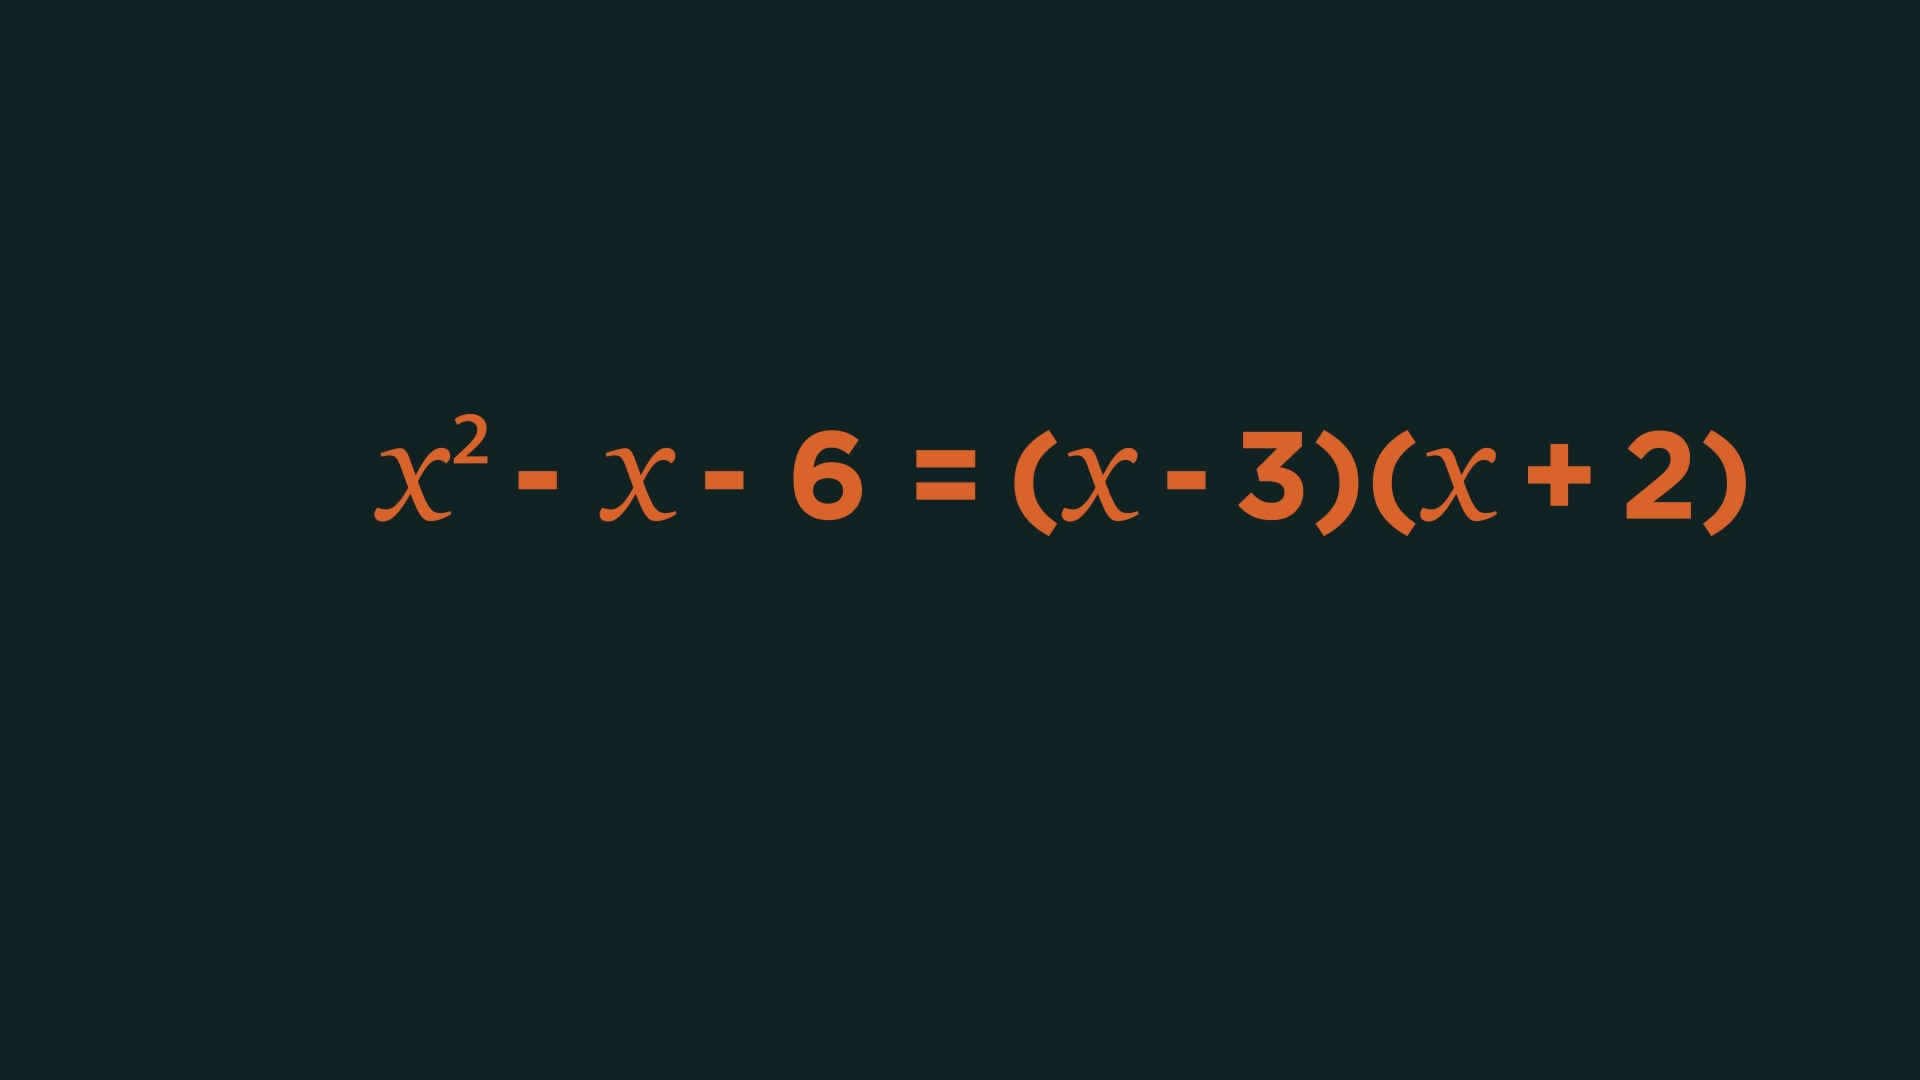 x² - x - 6 = (x - 3)(x + 2)